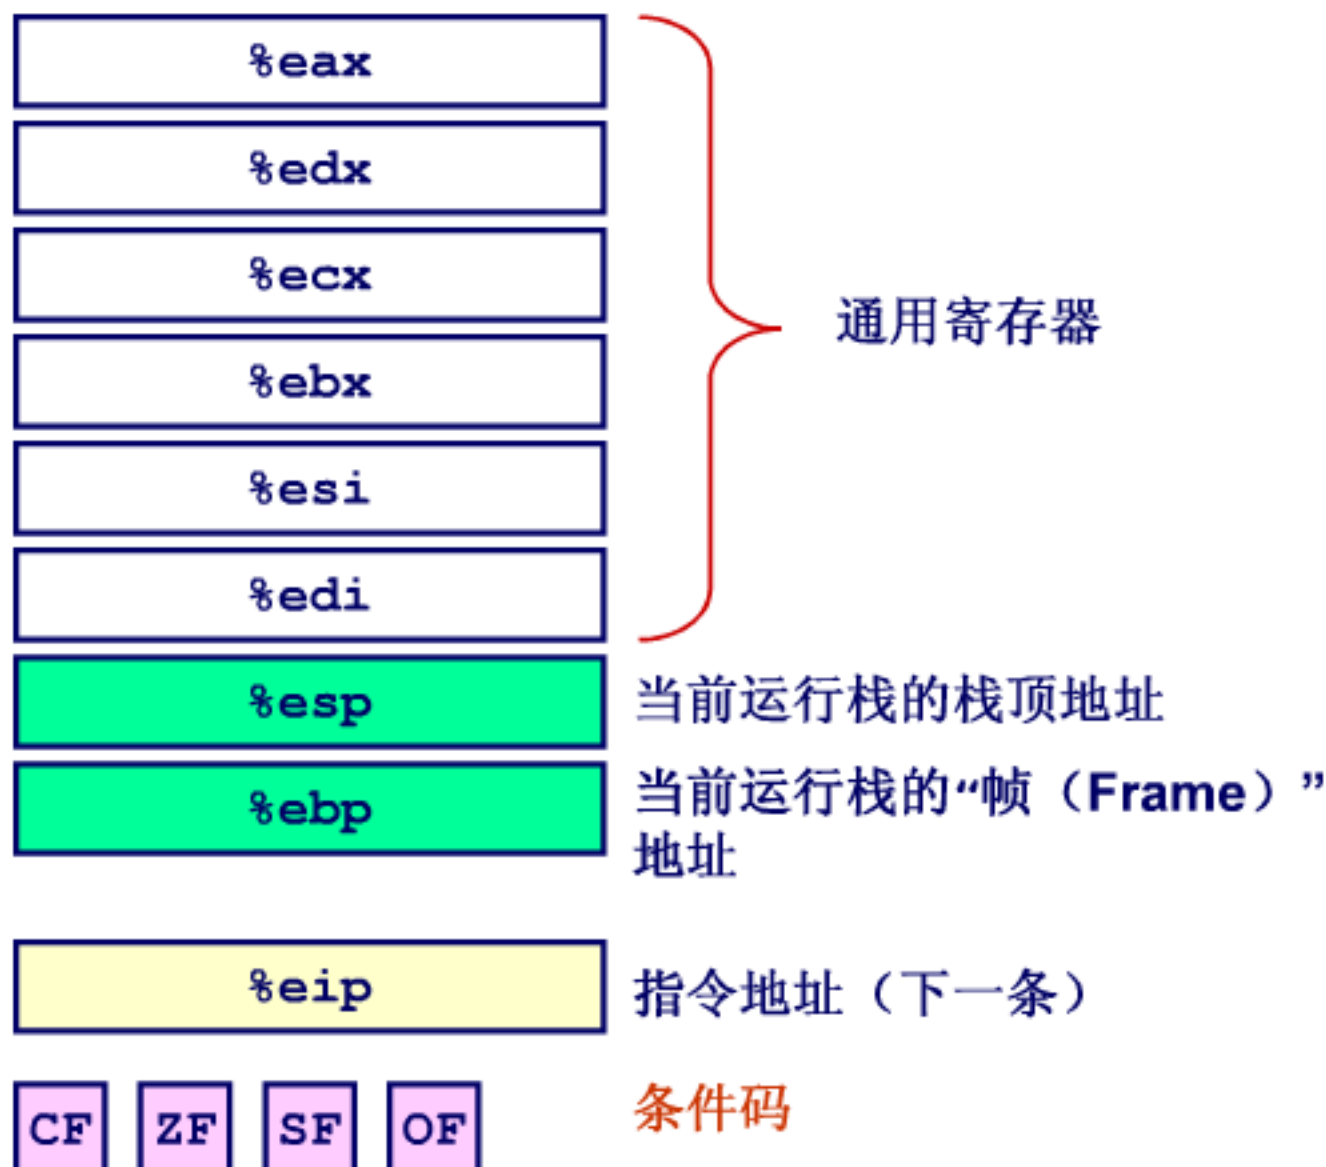 %eax
%edx
%ecx
通用寄存器
%ebx
%esi
%edi
%esp 当前运行栈的栈顶地址
%ebp 当前运行栈的“帧（Frame）”
地址
%eip 指令地址（下一条）
CF ZF SF OF 条件码